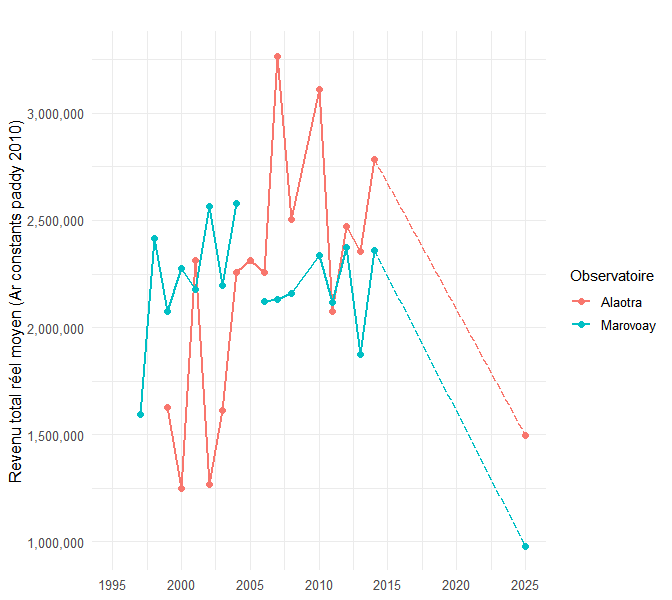 Revenu total réel moyen (Ar constants paddy 2010)
3,000,000
2,500,000
2,000,000
1,500,000
1,000,000
1995 2000 2005 2010 2015 2020 2025
Observatoire
Alaotra
Marovoay